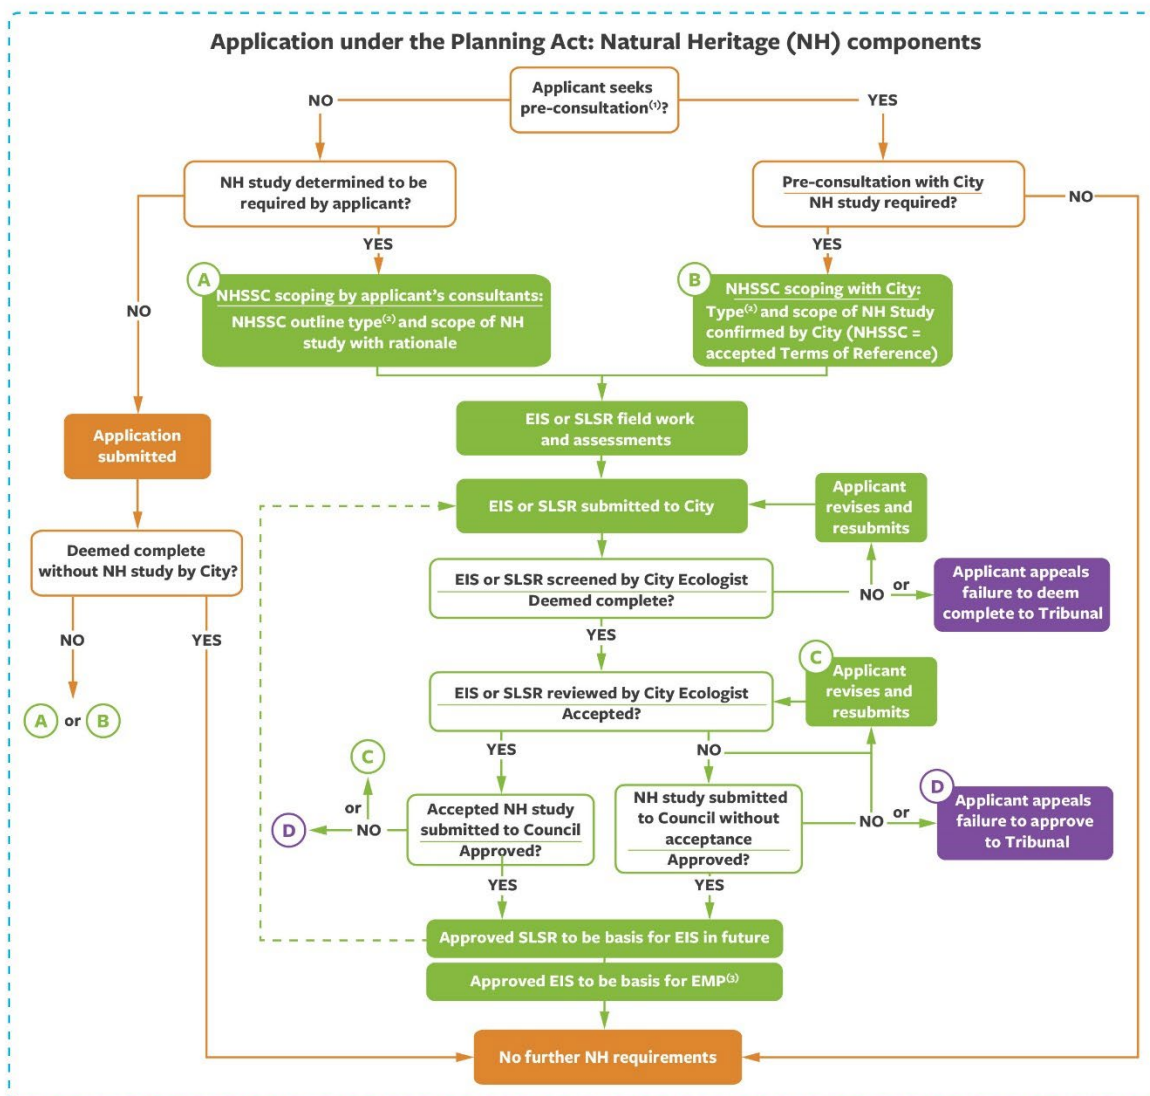 Application under the Planning Act: Natural Heritage (NH) components
Applicant seeks
pre-consultation(1)?
NO
YES
NH study determined to be
required by applicant?
Pre-consultation with City
NH study required?
NO
YES
YES
A
NHSSC scoping by applicant's consultants:
NHSSC outline type(2) and scope of NH
study with rationale
B
NHSSC scoping with City:
Type(2) and scope of NH Study
confirmed by City (NHSSC =
accepted Terms of Reference)
NO
EIS or SLSR field work
and assessments
Application
submitted
EIS or SLSR submitted to City
Applicant
revises and
resubmits
Deemed complete
without NH study by City?
EIS or SLSR screened by City Ecologist
Deemed complete?
NO or
Applicant appeals
failure to deem
complete to Tribunal
NO
YES
YES
A or B
EIS or SLSR reviewed by City Ecologist
Accepted?
C
Applicant
revises and
resubmits
YES
NO
C
or
D
NO
Accepted NH study
submitted to Council
Approved?
NH study submitted
to Council without
acceptance
Approved?
NO or
D
Applicant appeals
failure to approve
to Tribunal
YES
YES
Approved SLSR to be basis for EIS in future
Approved EIS to be basis for EMP(3)
No further NH requirements